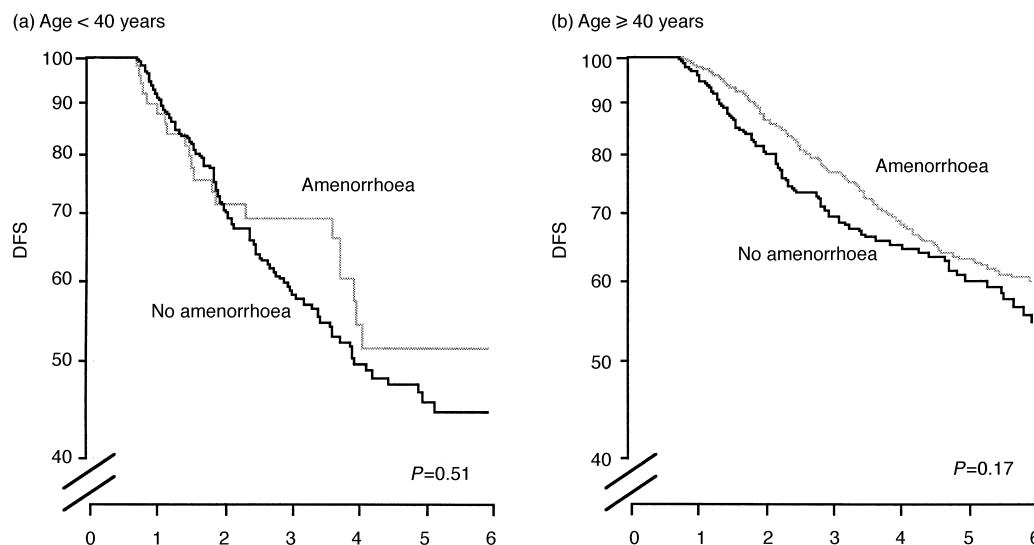 (a) Age < 40 years
100
90
80
70
60
50
40
DFS
Amenorrhoea
No amenorrhoea
P=0.51
0 1 2 3 4 5 6
(b) Age ⩾ 40 years
100
90
80
70
60
50
40
DFS
Amenorrhoea
No amenorrhoea
P=0.17
0 1 2 3 4 5 6